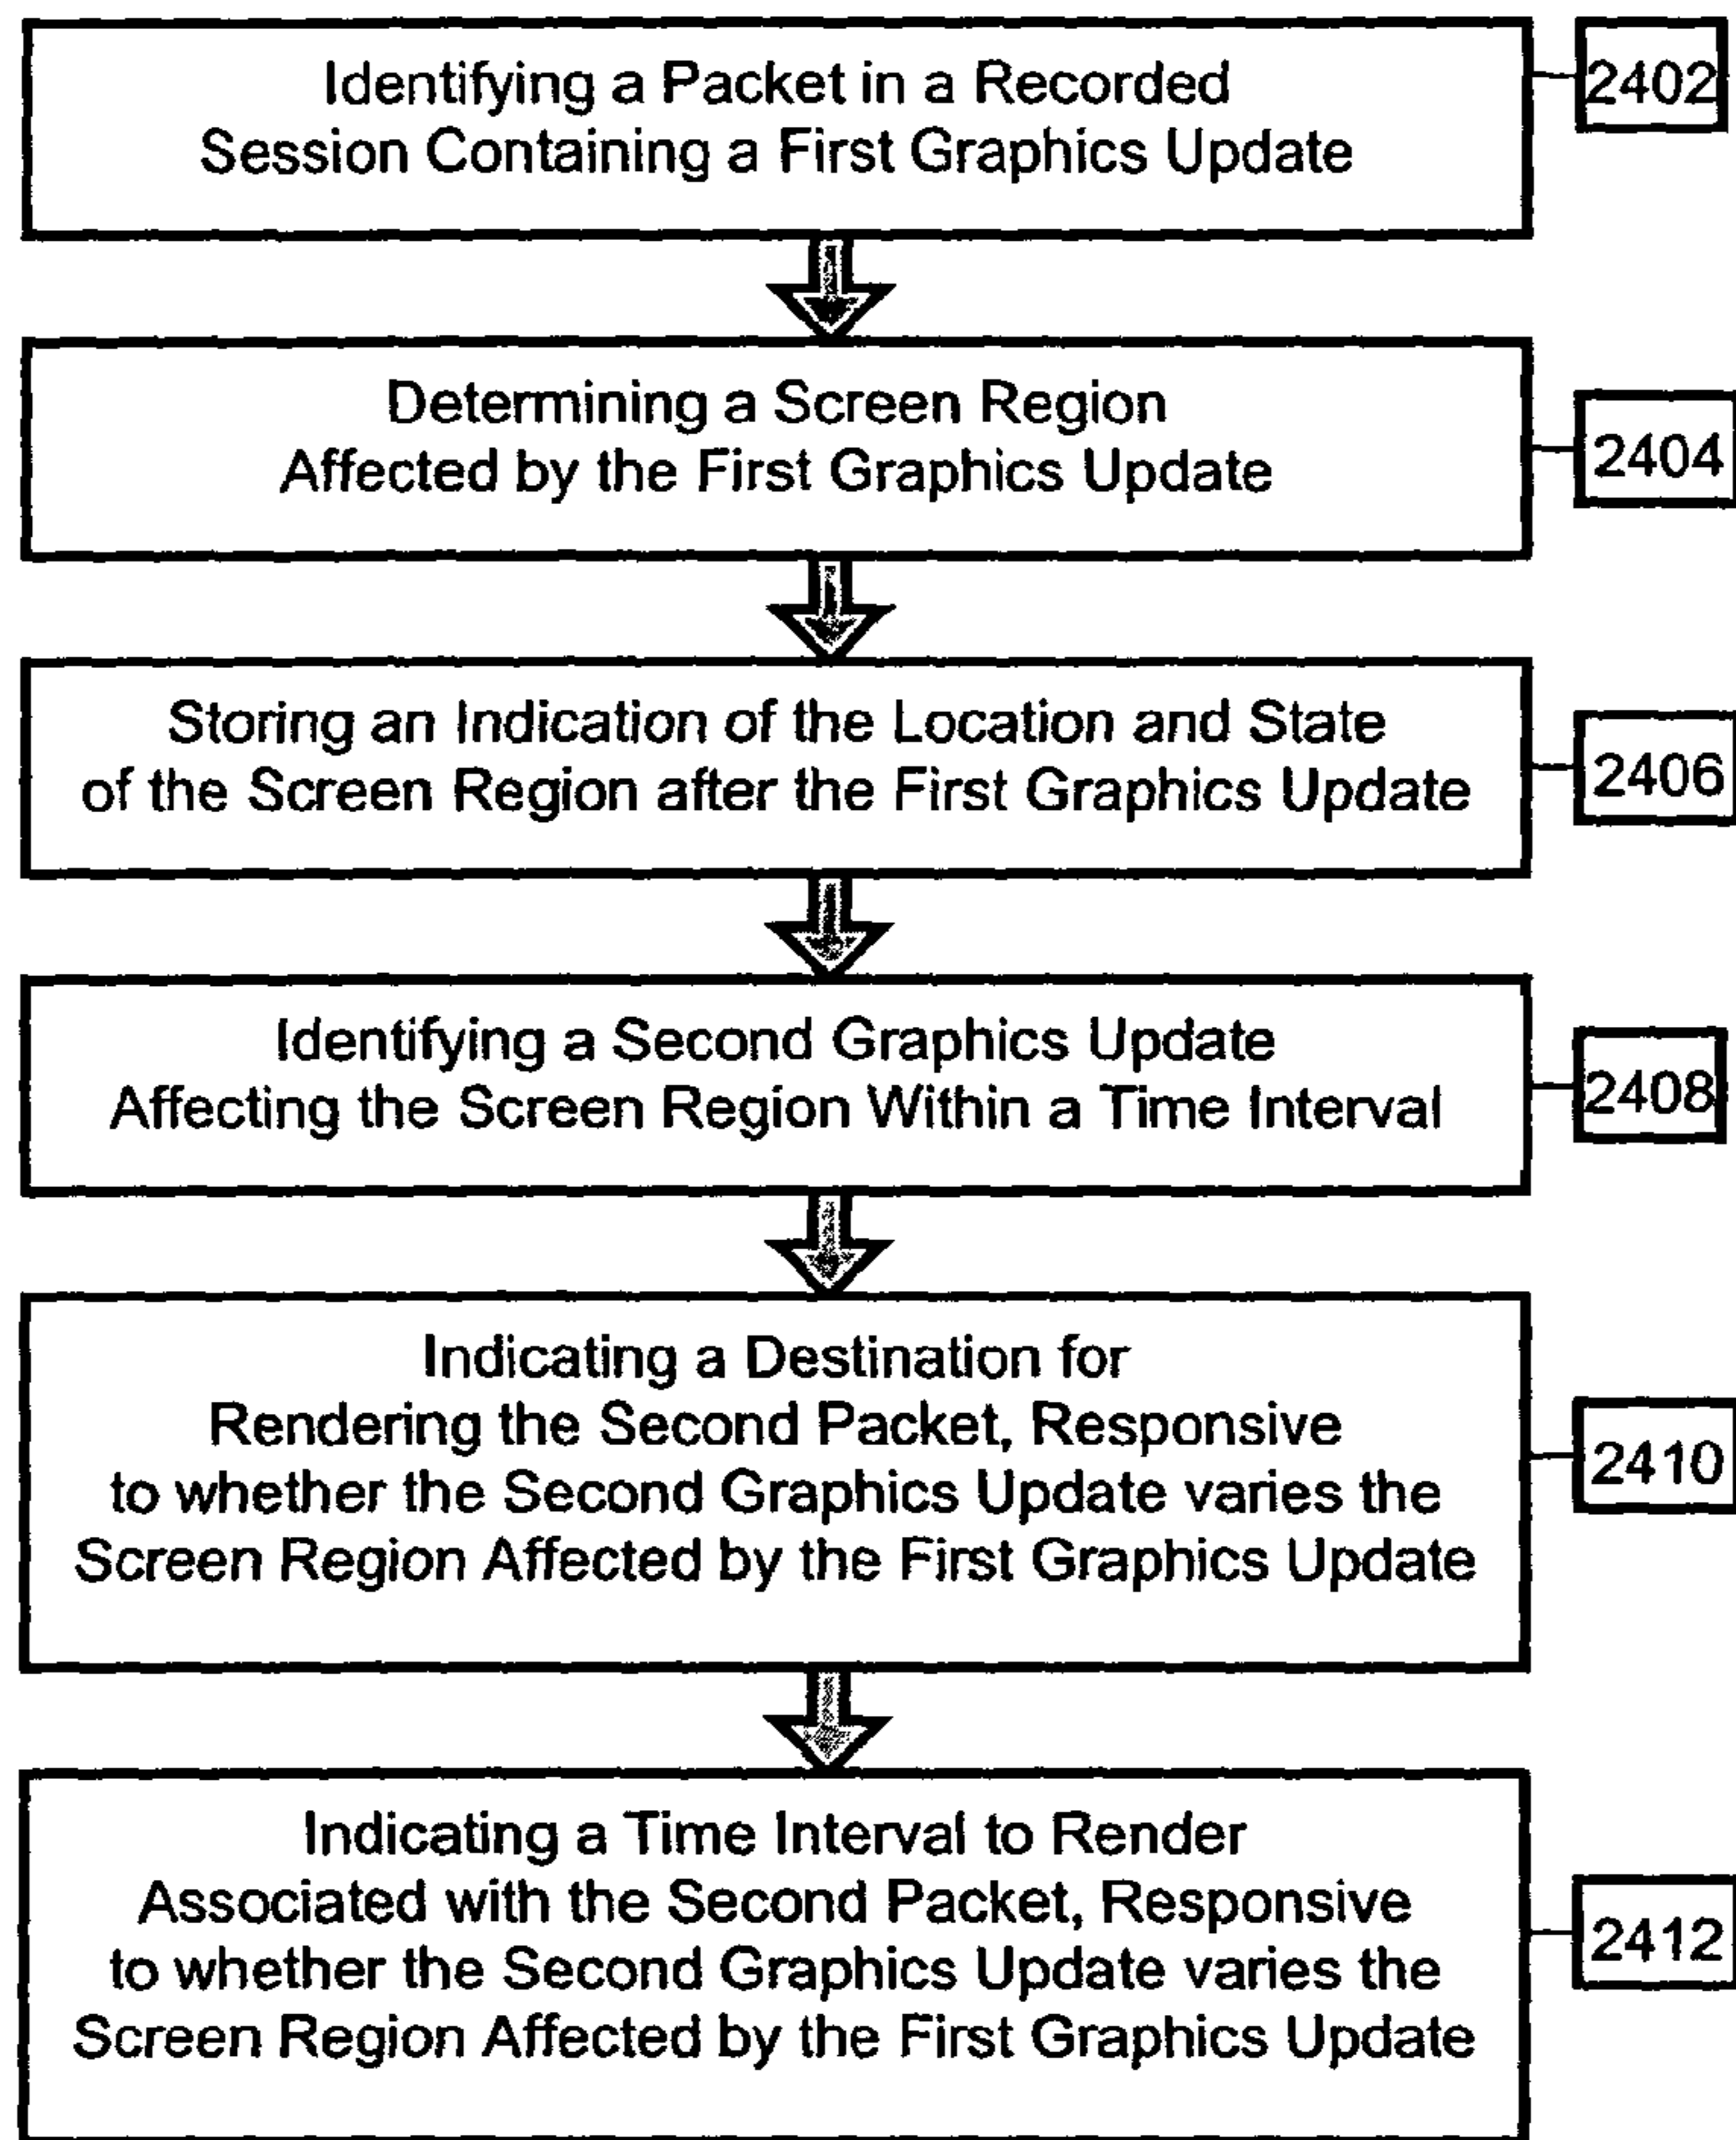 Identifying a Packet in a Recorded
Session Containing a First Graphics Update
2402
Determining a Screen Region
Affected by the First Graphics Update
2404
Storing an Indication of the Location and State
of the Screen Region after the First Graphics Update
2406
Identifying a Second Graphics Update
Affecting the Screen Region Within a Time Interval
2408
Indicating a Destination for
Rendering the Second Packet, Responsive
to whether the Second Graphics Update varies the
Screen Region Affected by the First Graphics Update
2410
Indicating a Time Interval to Render
Associated with the Second Packet, Responsive
to whether the Second Graphics Update varies the
Screen Region Affected by the First Graphics Update
2412